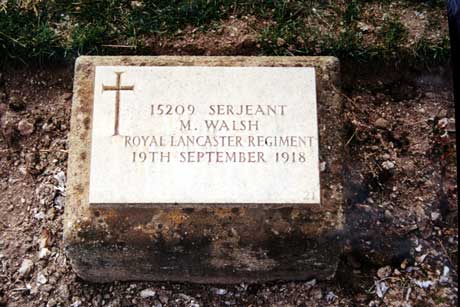 15209 SERJEANT
M. WALSH
ROYAL LANCASTER REGIMENT
19TH SEPTEMBER 1918